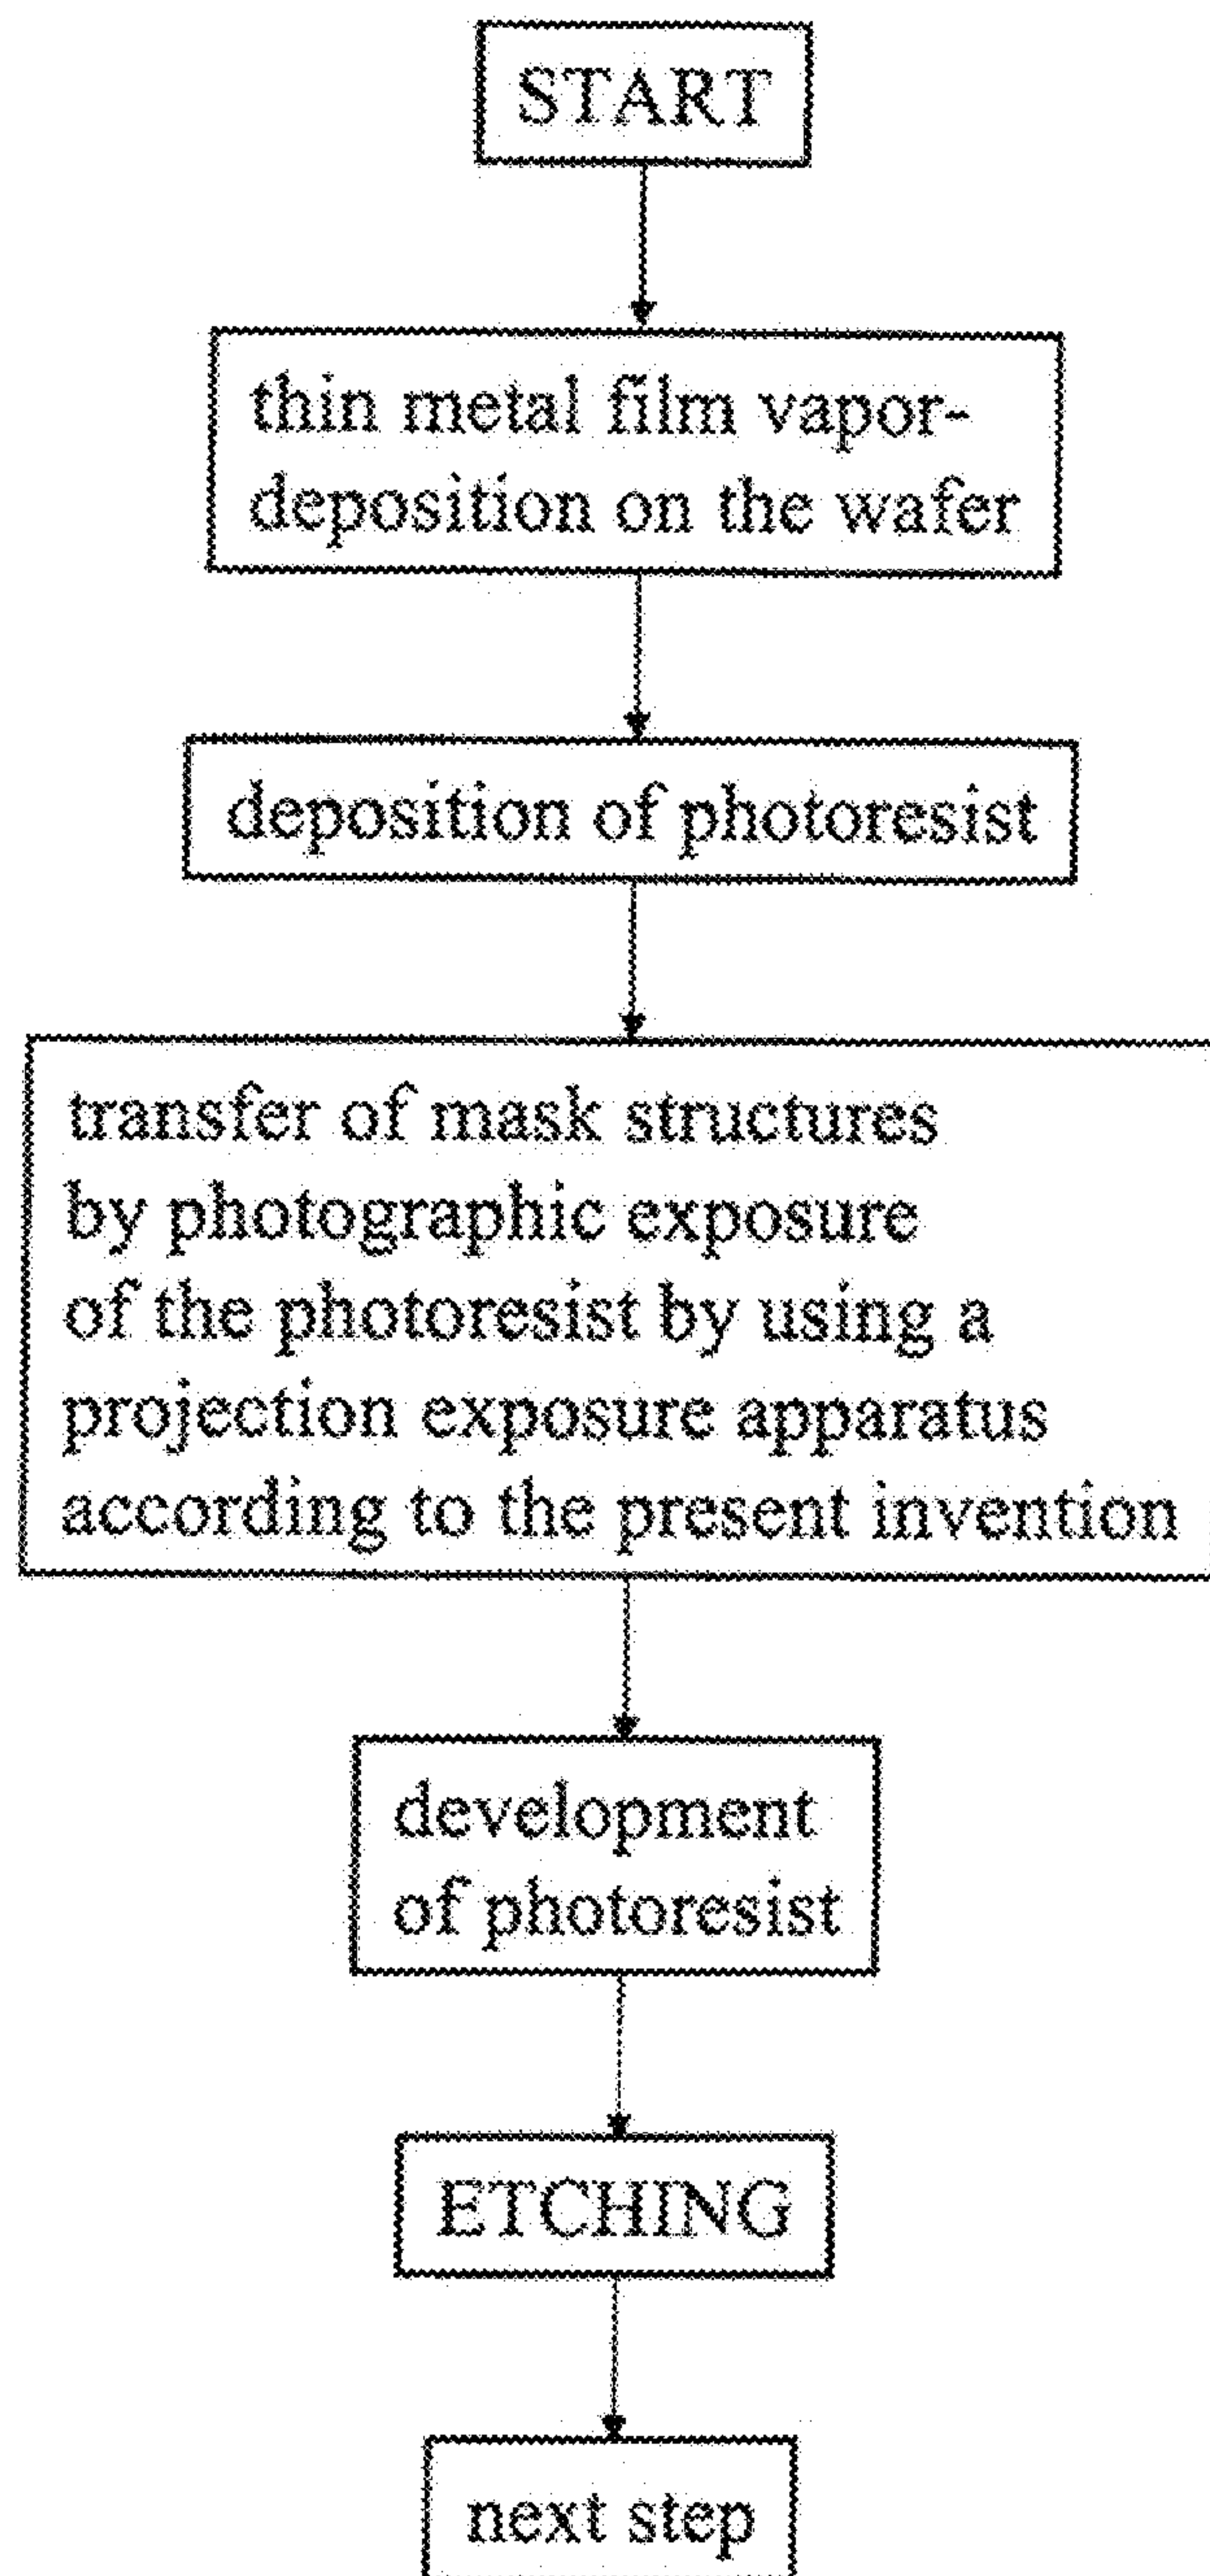 START
thin metal film vapor-
deposition on the wafer
deposition of photoresist
transfer of mask structures
by photographic exposure
of the photoresist by using a
projection exposure apparatus
according to the present invention
development
of photoresist
ETCHING
next step